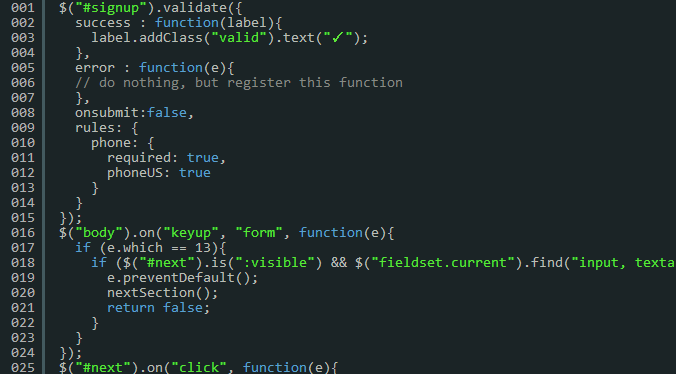 001 $("#signup").validate({
002   success : function(label){
003     label.addClass("valid").text("✓");
004   },
005   error : function(e){
006   // do nothing, but register this function
007   },
008   onsubmit:false,
009   rules: {
010     phone: {
011       required: true,
012       phoneUS: true
013     }
014   }
015 });
016 $("body").on("keyup", "form", function(e){
017   if (e.which == 13){
018     if ($("#next").is(":visible") && $("fieldset.current").find("input, texta
019       e.preventDefault();
020       nextSection();
021       return false;
022     }
023   }
024 });
025 $("#next").on("click", function(e){